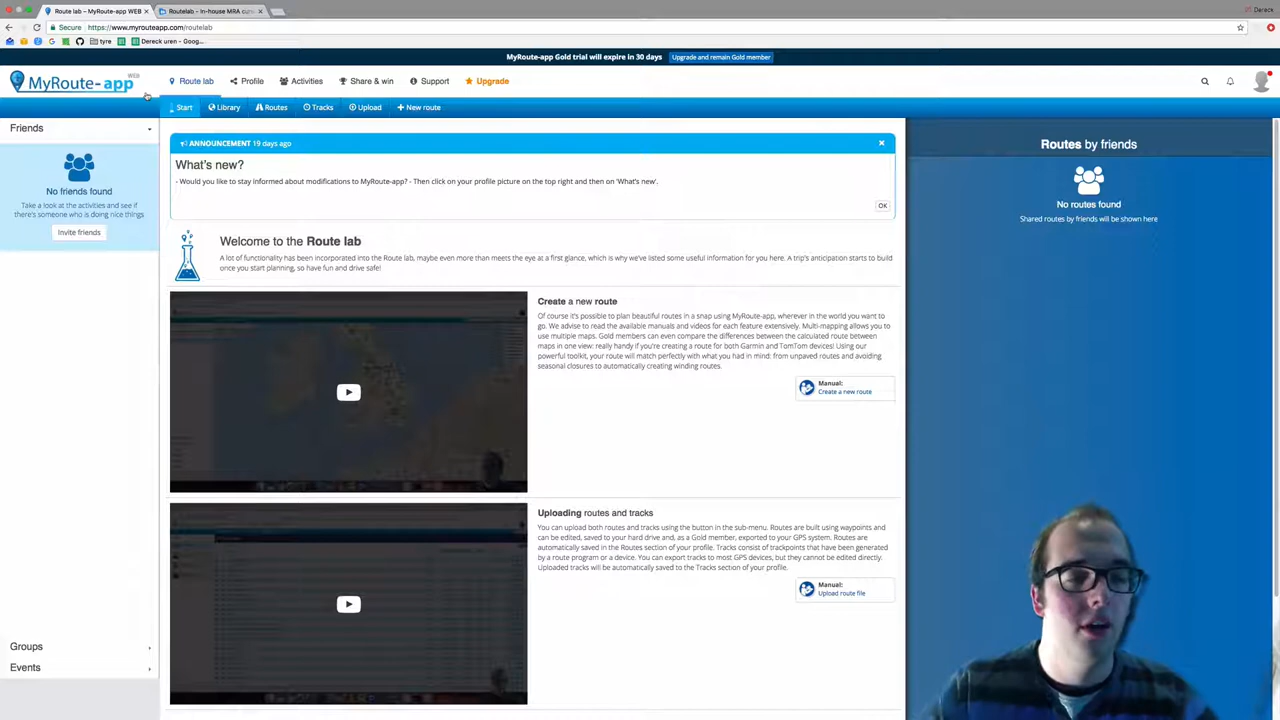 Route lab - MyRoute-app WEB
Routelab - In-house MRA
Dereck
Secure
https://www.myrouteapp.com/routelab
tyre
Dereck uren - Goog...
MyRoute-app Gold trial will expire in 30 days
Upgrade and remain Gold member
MyRoute-app
WEB
Route lab
Profile
Activities
Share & win
Support
Upgrade
Start
Library
Routes
Tracks
Upload
New route
Friends
No friends found
Take a look at the activities and see if
there's someone who is doing nice things
Invite friends
Groups
Events
ANNOUNCEMENT 19 days ago
What's new?
- Would you like to stay informed about modifications to MyRoute-app? - Then click on your profile picture on the top right and then on 'What's new'.
OK
Welcome to the Route lab
A lot of functionality has been incorporated into the Route lab, maybe even more than meets the eye at a first glance, which is why we've listed some useful information for you here. A trip's anticipation starts to build
once you start planning, so have fun and drive safe!
Create a new route
Of course it's possible to plan beautiful routes in a snap using MyRoute-app, wherever in the world you want to
go. We advise to read the available manuals and videos for each feature extensively. Multi-mapping allows you to
use multiple maps. Gold members can even compare the differences between the calculated route between
maps in one view: really handy if you're creating a route for both Garmin and TomTom devices! Using our
powerful toolkit, your route will match perfectly with what you had in mind: from unpaved routes and avoiding
seasonal closures to automatically creating winding routes.
Manual:
Create a new route
Uploading routes and tracks
You can upload both routes and tracks using the button in the sub-menu. Routes are built using waypoints and
can be edited, saved to your hard drive and, as a Gold member, exported to your GPS system. Routes are
automatically saved in the Routes section of your profile. Tracks consist of trackpoints that have been generated
by a route program or a device. You can export tracks to most GPS devices, but they cannot be edited directly.
Uploaded tracks will be automatically saved to the Tracks section of your profile.
Manual:
Upload route file
Routes by friends
No routes found
Shared routes by friends will be shown here